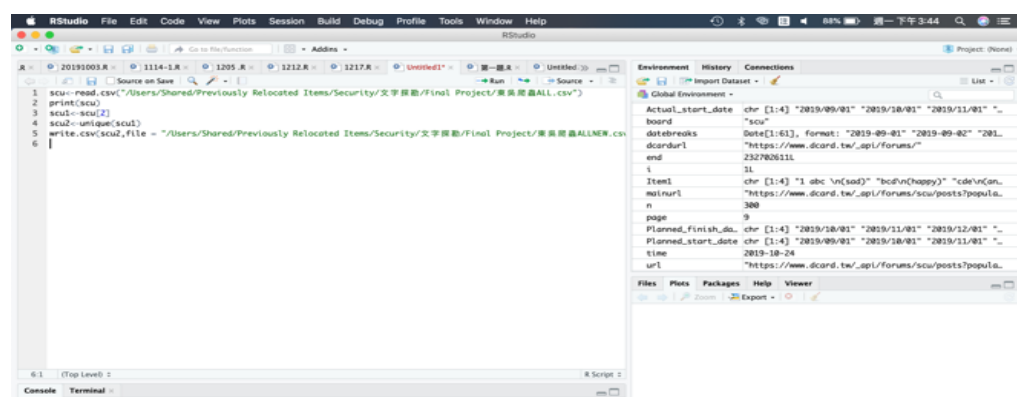 RStudio File Edit Code View Plots Session Build Debug Profile Tools Window Help 88% 週一下午3:44
RStudio
Go to file/function Addins Project: (None)
R 20191003.R 1114-1.R 1205 .R 1212.R 1217.R Untitled1* 第一題.R Untitled
Source on Save Run Source
1 scu<-read.csv("/Users/Shared/Previously Relocated Items/Security/文字探勘/Final Project/東吳爬蟲ALL.csv")
2 print(scu)
3 scu1<-scu[2]
4 scu2<-unique(scu1)
5 write.csv(scu2,file = "/Users/Shared/Previously Relocated Items/Security/文字探勘/Final Project/東吳爬蟲ALLNEW.csv
6
6:1 (Top Level) R Script
Console Terminal
Environment History Connections
Import Dataset List
Global Environment
Actual_start_date chr [1:4] "2019/09/01" "2019/10/01" "2019/11/01" "…
board "scu"
datebreaks Date[1:61], format: "2019-09-01" "2019-09-02" "201…
dcardurl "https://www.dcard.tw/_api/forums/"
end 232702611L
i 1L
Item1 chr [1:4] "1 abc \n(sad)" "bcd\n(happy)" "cde\n(an…
mainurl "https://www.dcard.tw/_api/forums/scu/posts?popula…
n 300
page 9
Planned_finish_da… chr [1:4] "2019/10/01" "2019/11/01" "2019/12/01" "…
Planned_start_date chr [1:4] "2019/09/01" "2019/10/01" "2019/11/01" "…
time 2019-10-24
url "https://www.dcard.tw/_api/forums/scu/posts?popula…
Files Plots Packages Help Viewer
Zoom Export